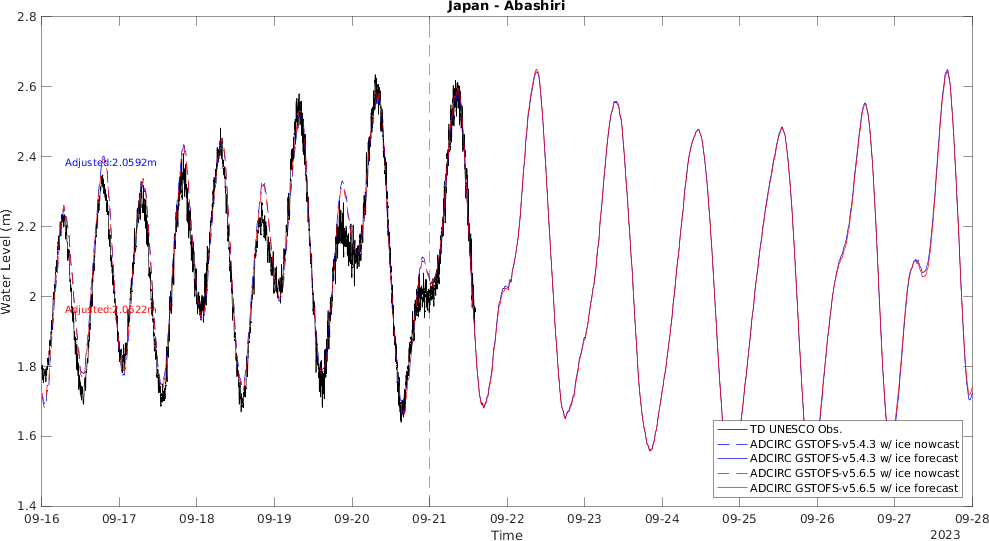 Japan - Abashiri
2.8
2.6
2.4
2.2
2
1.8
1.6
1.4
Water Level (m)
Adjusted:2.0592m
Adjusted:2.0522m
TD UNESCO Obs.
ADCIRC GSTOFS-v5.4.3 w/ ice nowcast
ADCIRC GSTOFS-v5.4.3 w/ ice forecast
ADCIRC GSTOFS-v5.6.5 w/ ice nowcast
ADCIRC GSTOFS-v5.6.5 w/ ice forecast
09-16 09-17 09-18 09-19 09-20 09-21 09-22 09-23 09-24 09-25 09-26 09-27 09-28
Time
2023